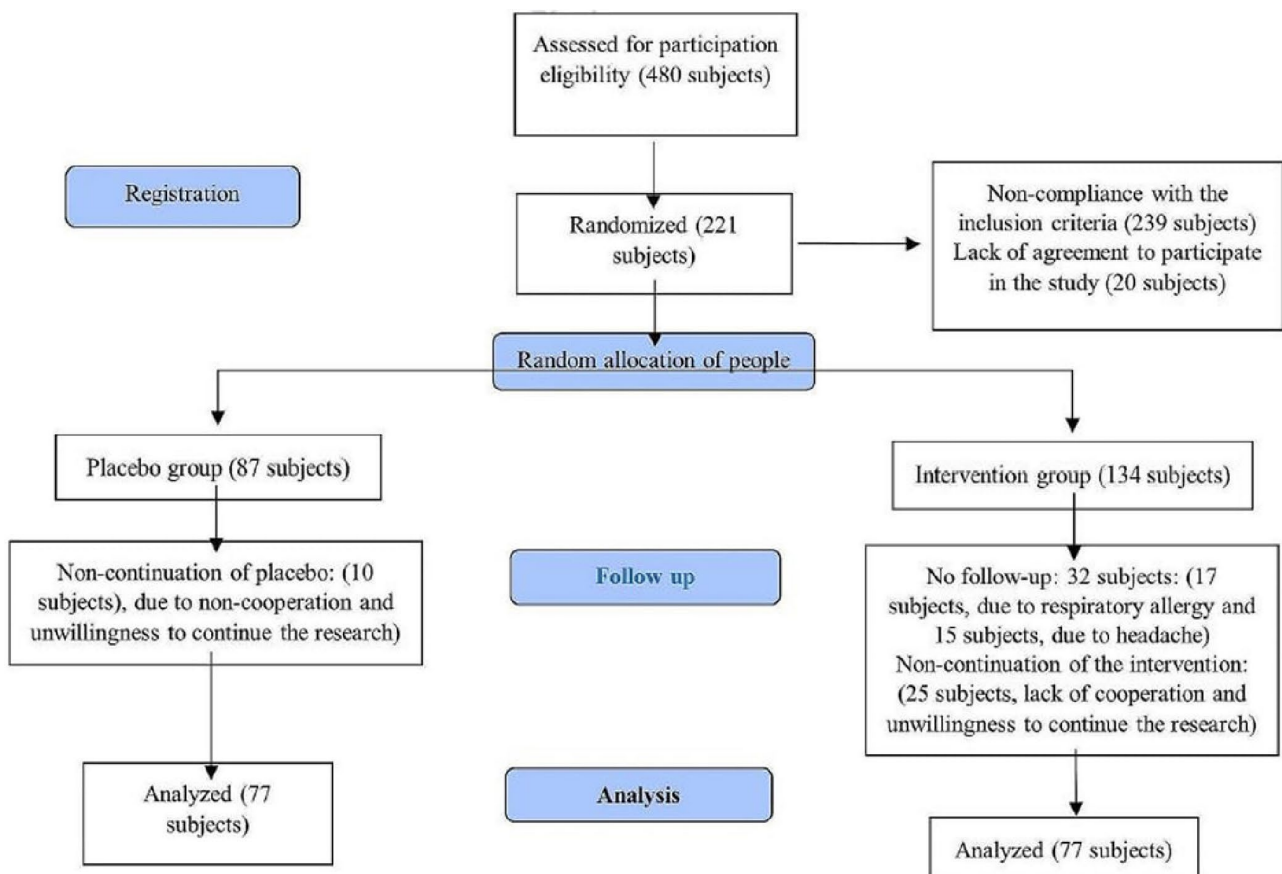 Assessed for participation
eligibility (480 subjects)
Registration
Randomized (221
subjects)
Non-compliance with the
inclusion criteria (239 subjects)
Lack of agreement to participate
in the study (20 subjects)
Random allocation of people
Placebo group (87 subjects)
Intervention group (134 subjects)
Non-continuation of placebo: (10
subjects), due to non-cooperation and
unwillingness to continue the research)
Follow up
No follow-up: 32 subjects: (17
subjects, due to respiratory allergy and
15 subjects, due to headache)
Non-continuation of the intervention:
(25 subjects, lack of cooperation and
unwillingness to continue the research)
Analyzed (77
subjects)
Analysis
Analyzed (77 subjects)